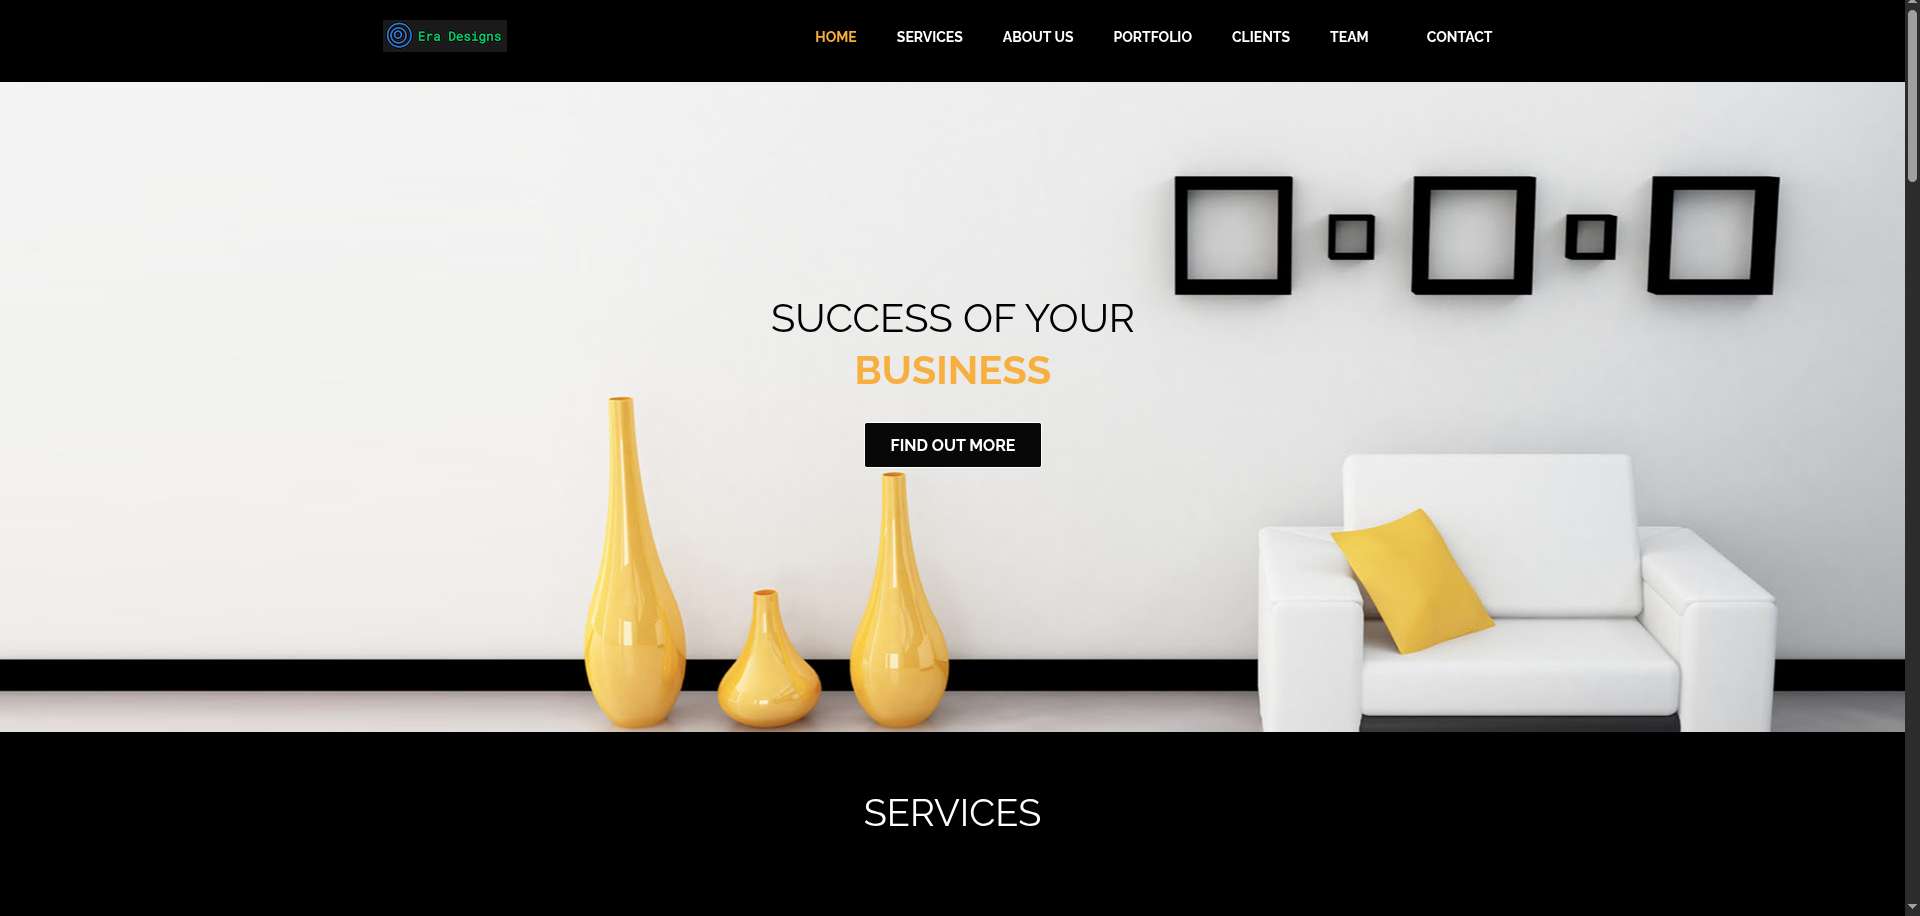 Era Designs
HOME SERVICES ABOUT US PORTFOLIO CLIENTS TEAM CONTACT
SUCCESS OF YOUR
BUSINESS
FIND OUT MORE
SERVICES